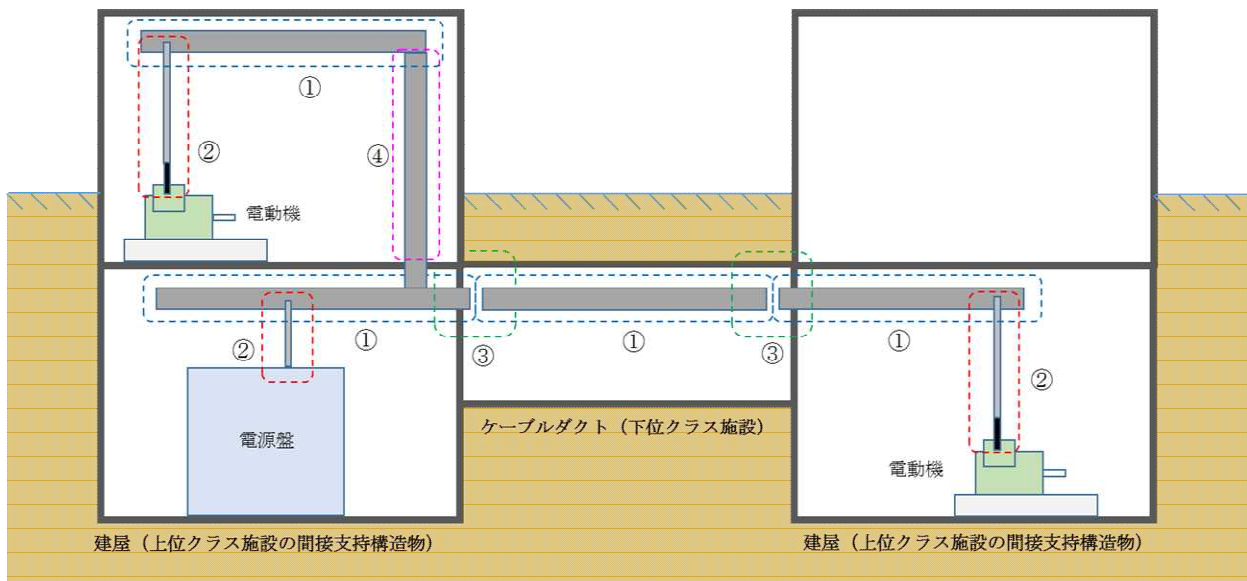 ①
②
④
電動機
①
②
③
①
③
①
②
電源盤
ケーブルダクト（下位クラス施設）
電動機
建屋（上位クラス施設の間接支持構造物）
建屋（上位クラス施設の間接支持構造物）